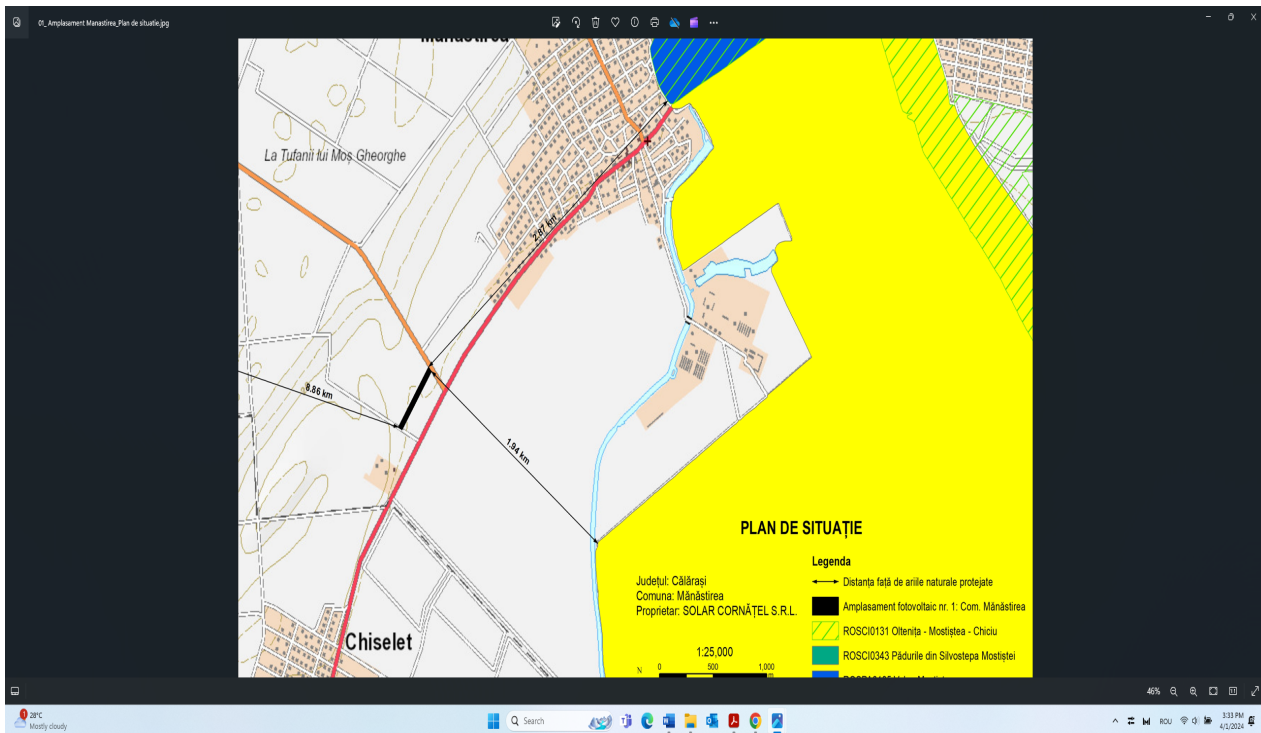 01_ Amplasament Manastirea_Plan de situatie.jpg
La Tufanii lui Moș Gheorghe
2.87 km
8.86 km
1.94 km
PLAN DE SITUAȚIE
Legenda
Distanța față de ariile naturale protejate
Județul: Călărași
Comuna: Mănăstirea
Proprietar: SOLAR CORNĂȚEL S.R.L.
Amplasament fotovoltaic nr. 1: Com. Mănăstirea
ROSCI0131 Oltenița - Mostiștea - Chiciu
Chiselet
1:25,000
ROSCI0343 Pădurile din Silvostepa Mostiștei
N 0 500 1,000
46%
1
28°C
Mostly cloudy
Search
ROU
3:33 PM
4/1/2024